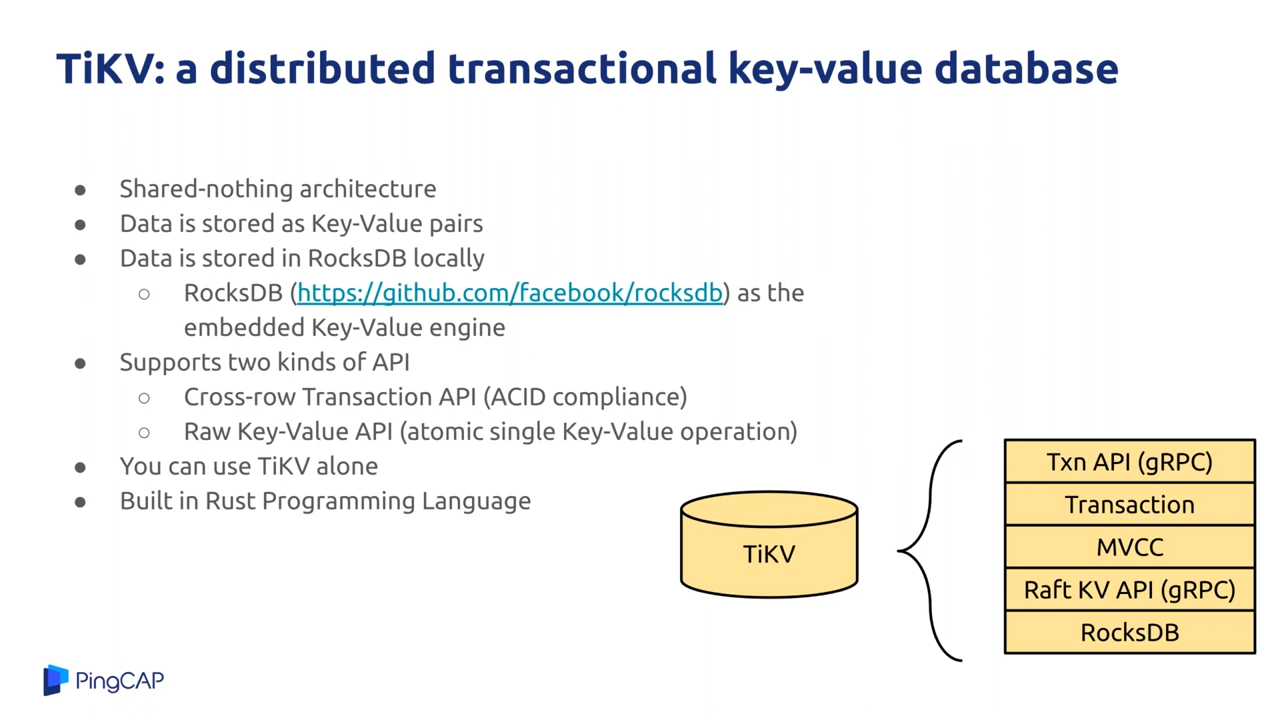 TiKV: a distributed transactional key-value database
● Shared-nothing architecture
● Data is stored as Key-Value pairs
● Data is stored in RocksDB locally
○ RocksDB (https://github.com/facebook/rocksdb) as the
embedded Key-Value engine
● Supports two kinds of API
○ Cross-row Transaction API (ACID compliance)
○ Raw Key-Value API (atomic single Key-Value operation)
● You can use TiKV alone
● Built in Rust Programming Language
TiKV
Txn API (gRPC)
Transaction
MVCC
Raft KV API (gRPC)
RocksDB
PingCAP